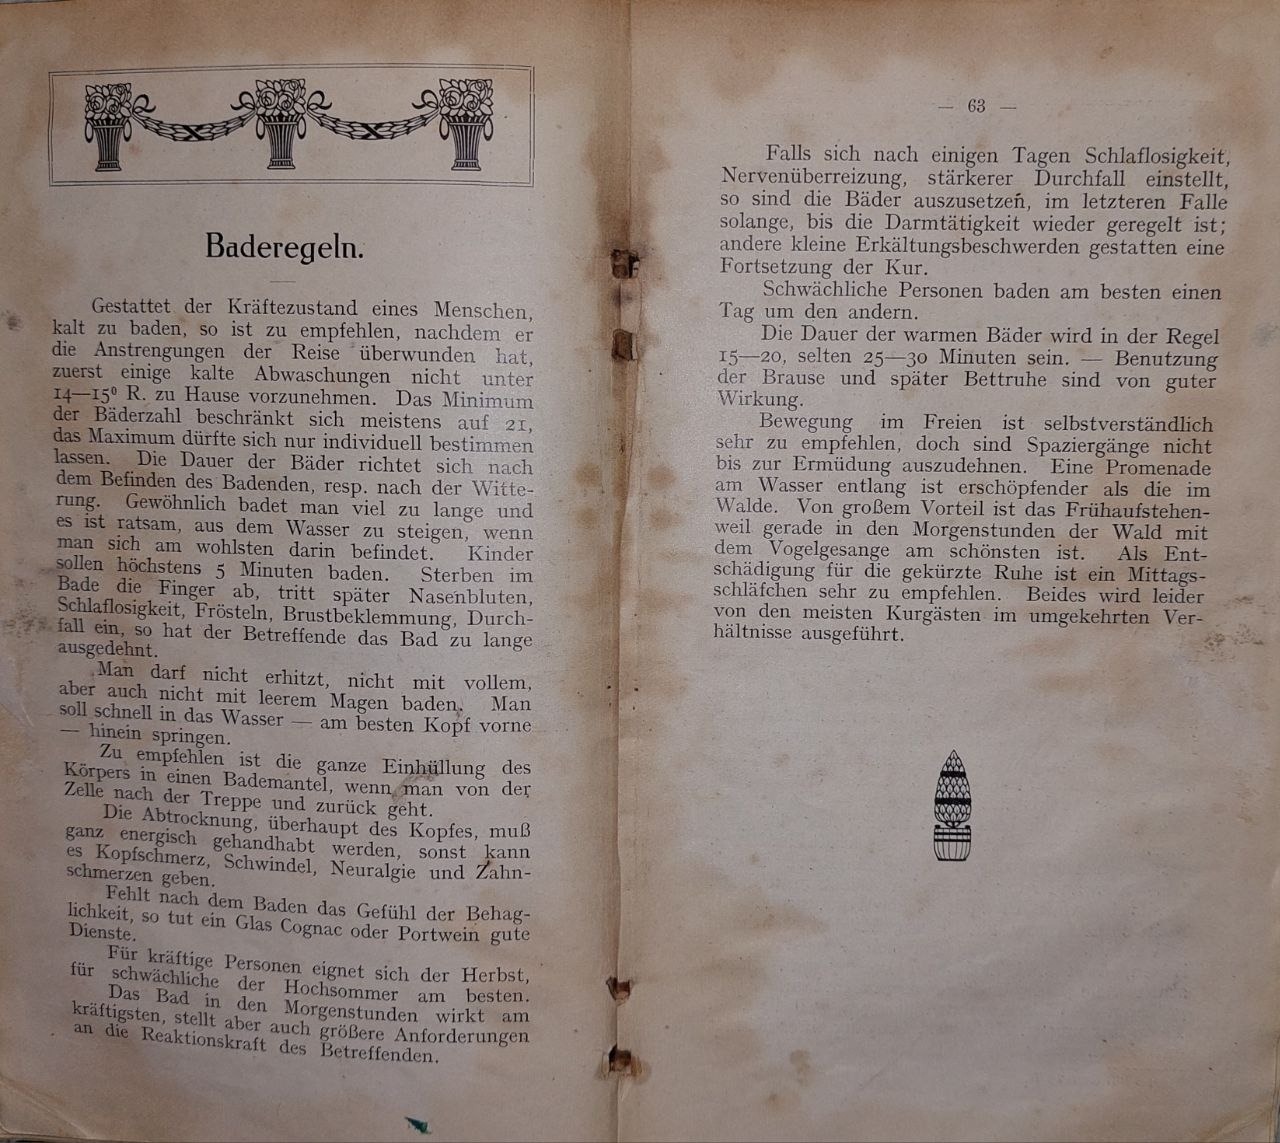 Baderegeln.
Gestattet der Kräftezustand eines Menschen,
kalt zu baden, so ist zu empfehlen, nachdem er
die Anstrengungen der Reise überwunden hat,
zuerst einige kalte Abwaschungen nicht unter
14—15⁰ R. zu Hause vorzunehmen. Das Minimum
der Bäderzahl beschränkt sich meistens auf 21,
das Maximum dürfte sich nur individuell bestimmen
lassen. Die Dauer der Bäder richtet sich nach
dem Befinden des Badenden, resp. nach der Witte-
rung. Gewöhnlich badet man viel zu lange und
es ist ratsam, aus dem Wasser zu steigen, wenn
man sich am wohlsten darin befindet. Kinder
sollen höchstens 5 Minuten baden. Sterben im
Bade die Finger ab, tritt später Nasenbluten,
Schlaflosigkeit, Frösteln, Brustbeklemmung, Durch-
fall ein, so hat der Betreffende das Bad zu lange
ausgedehnt.
Man darf nicht erhitzt, nicht mit vollem,
aber auch nicht mit leerem Magen baden. Man
soll schnell in das Wasser — am besten Kopf vorne
— hinein springen.
Zu empfehlen ist die ganze Einhüllung des
Körpers in einen Bademantel, wenn man von der
Zelle nach der Treppe und zurück geht.
Die Abtrocknung, überhaupt des Kopfes, muß
ganz energisch gehandhabt werden, sonst kann
es Kopfschmerz, Schwindel, Neuralgie und Zahn-
schmerzen geben.
Fehlt nach dem Baden das Gefühl der Behag-
lichkeit, so tut ein Glas Cognac oder Portwein gute
Dienste.
Für kräftige Personen eignet sich der Herbst,
für schwächliche der Hochsommer am besten.
Das Bad in den Morgenstunden wirkt am
kräftigsten, stellt aber auch größere Anforderungen
an die Reaktionskraft des Betreffenden.
— 63 —
Falls sich nach einigen Tagen Schlaflosigkeit,
Nervenüberreizung, stärkerer Durchfall einstellt,
so sind die Bäder auszusetzen, im letzteren Falle
solange, bis die Darmtätigkeit wieder geregelt ist;
andere kleine Erkältungsbeschwerden gestatten eine
Fortsetzung der Kur.
Schwächliche Personen baden am besten einen
Tag um den andern.
Die Dauer der warmen Bäder wird in der Regel
15—20, selten 25—30 Minuten sein. — Benutzung
der Brause und später Bettruhe sind von guter
Wirkung.
Bewegung im Freien ist selbstverständlich
sehr zu empfehlen, doch sind Spaziergänge nicht
bis zur Ermüdung auszudehnen. Eine Promenade
am Wasser entlang ist erschöpfender als die im
Walde. Von großem Vorteil ist das Frühaufstehen-
weil gerade in den Morgenstunden der Wald mit
dem Vogelgesange am schönsten ist. Als Ent-
schädigung für die gekürzte Ruhe ist ein Mittags-
schläfchen sehr zu empfehlen. Beides wird leider
von den meisten Kurgästen im umgekehrten Ver-
hältnisse ausgeführt.